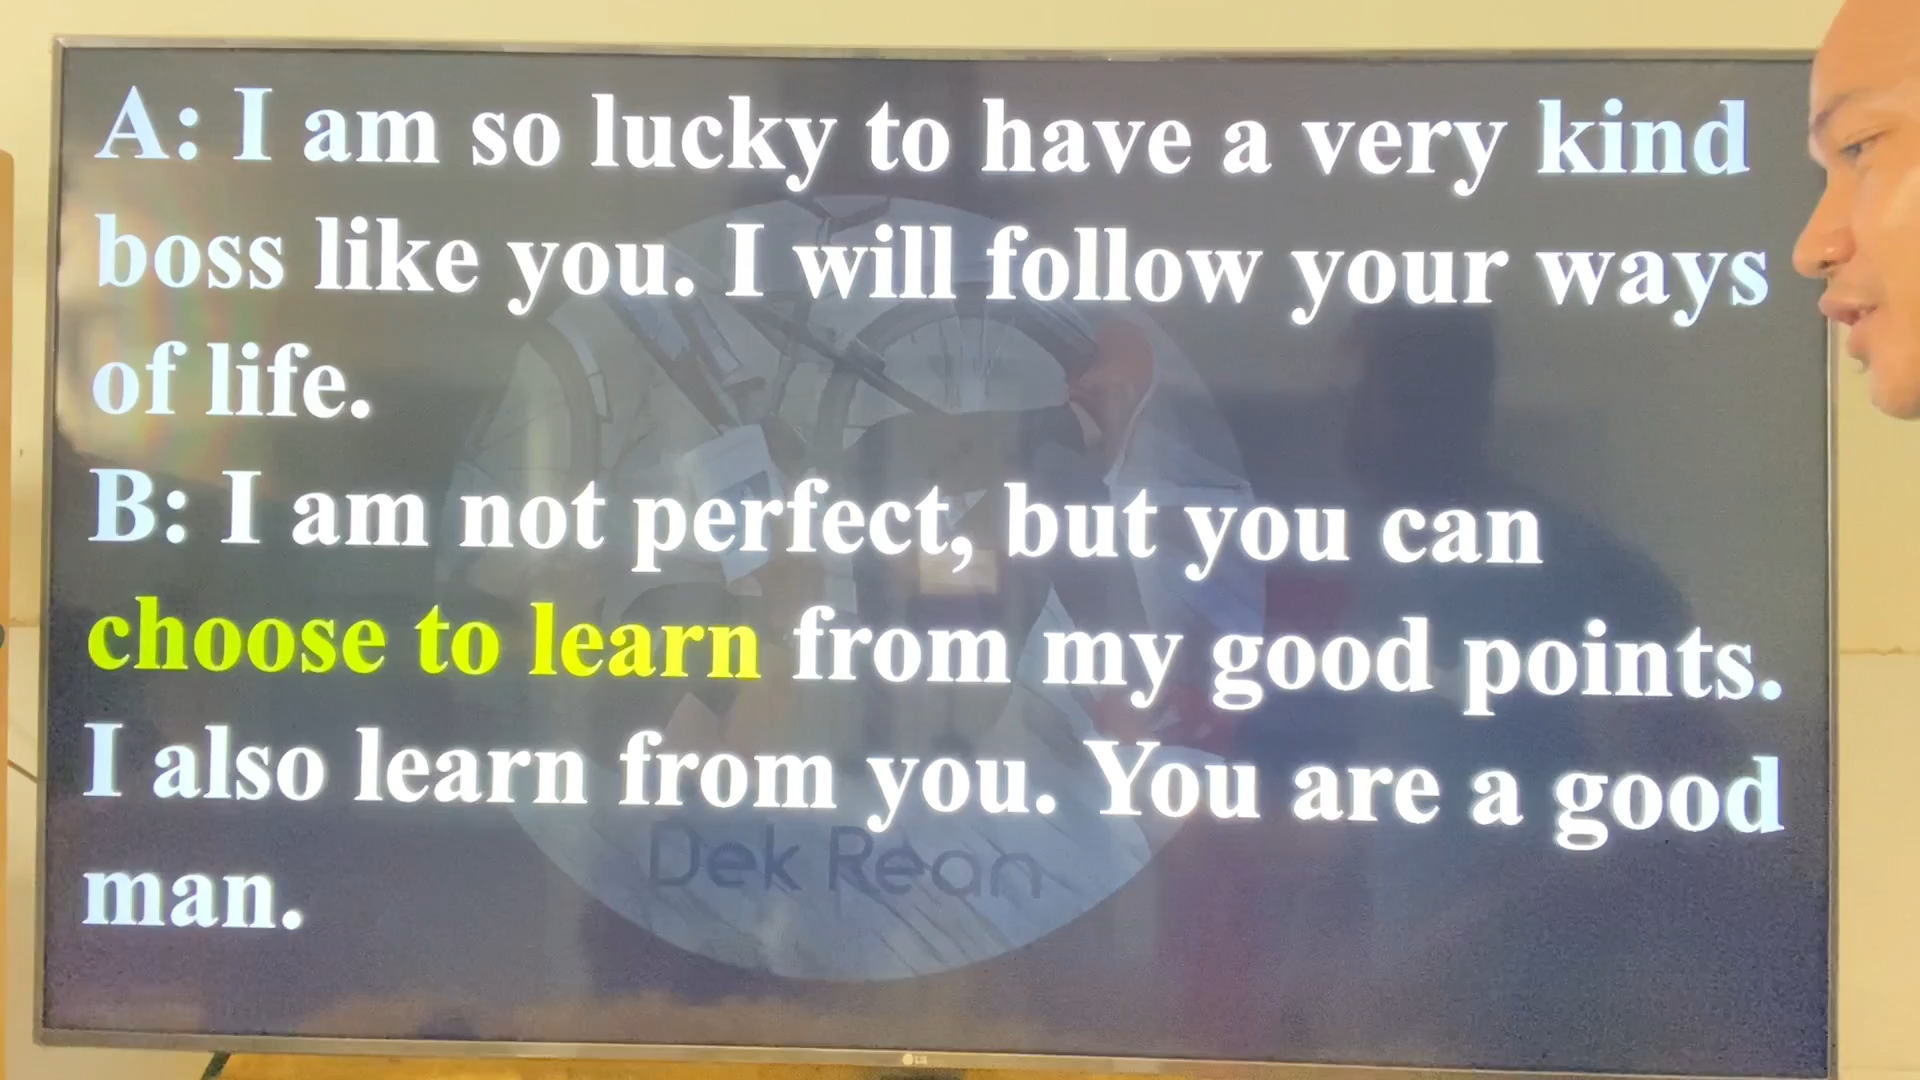 A: I am so lucky to have a very kind
boss like you. I will follow your ways
of life.
B: I am not perfect, but you can
choose to learn from my good points.
I also learn from you. You are a good
man.
Dek Rean
LG